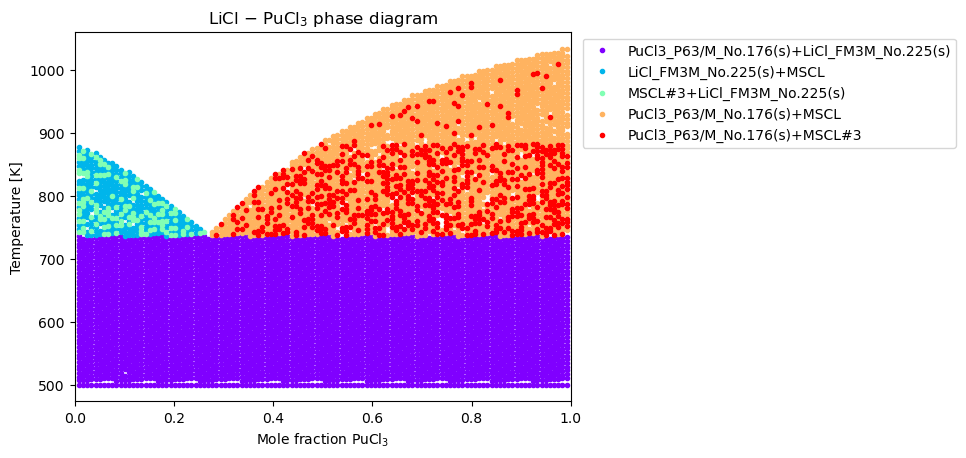 LiCl − PuCl₃ phase diagram
Temperature [K]
1000
900
800
700
600
500
0.0 0.2 0.4 0.6 0.8 1.0
Mole fraction PuCl₃
PuCl3_P63/M_No.176(s)+LiCl_FM3M_No.225(s)
LiCl_FM3M_No.225(s)+MSCL
MSCL#3+LiCl_FM3M_No.225(s)
PuCl3_P63/M_No.176(s)+MSCL
PuCl3_P63/M_No.176(s)+MSCL#3